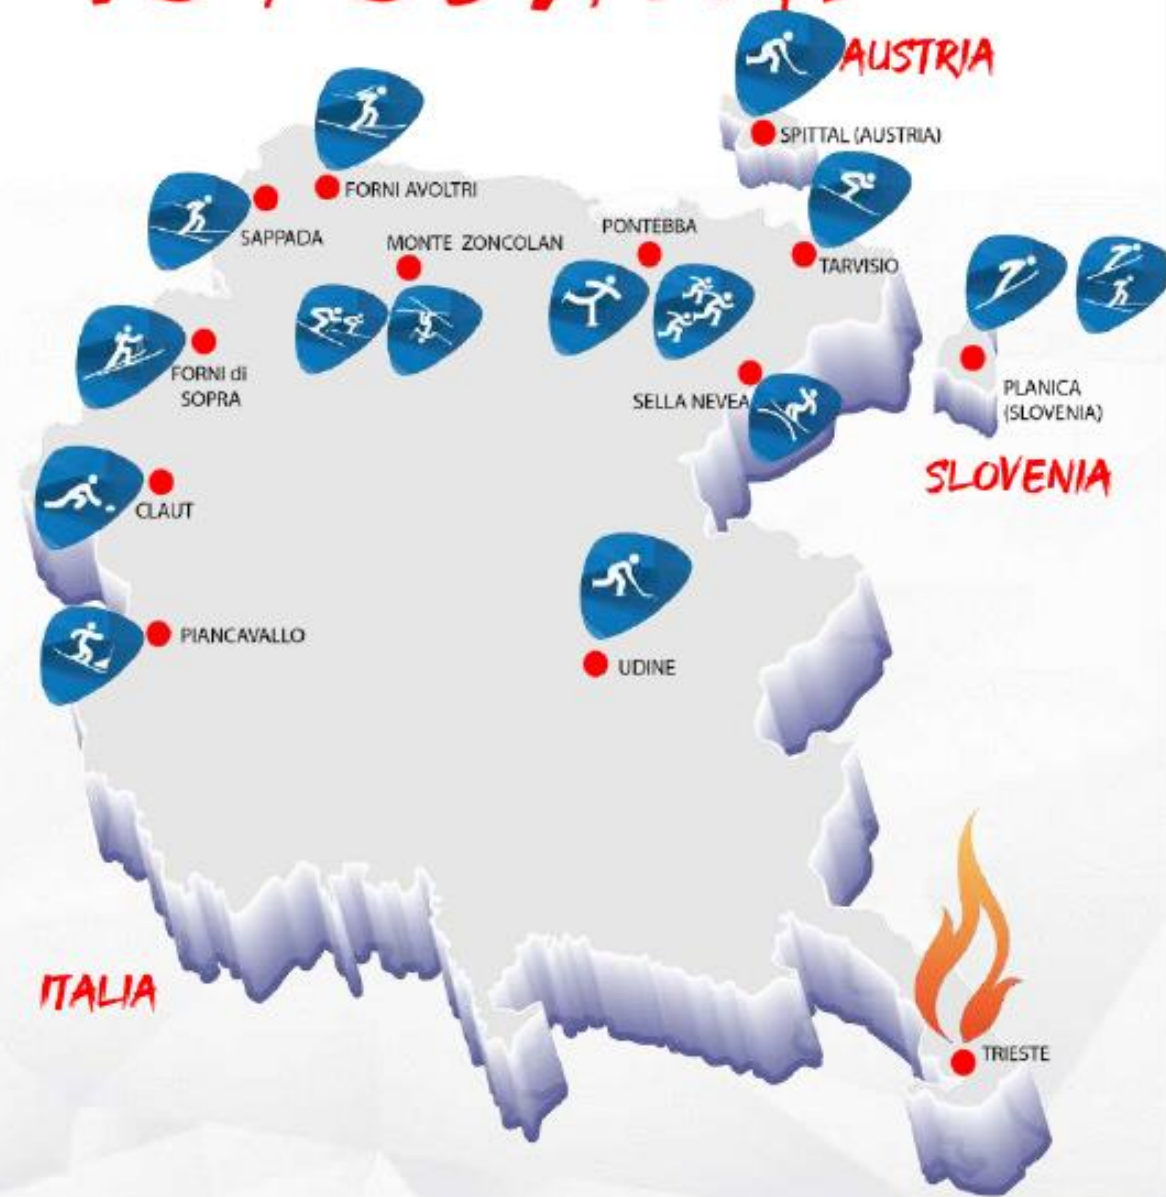 AUSTRIA
SPITTAL (AUSTRIA)
FORNI AVOLTRI
SAPPADA
MONTE ZONCOLAN
PONTEBBA
TARVISIO
FORNI di
SOPRA
SELLA NEVEA
PLANICA
(SLOVENIA)
SLOVENIA
CLAUT
PIANCAVALLO
UDINE
ITALIA
TRIESTE